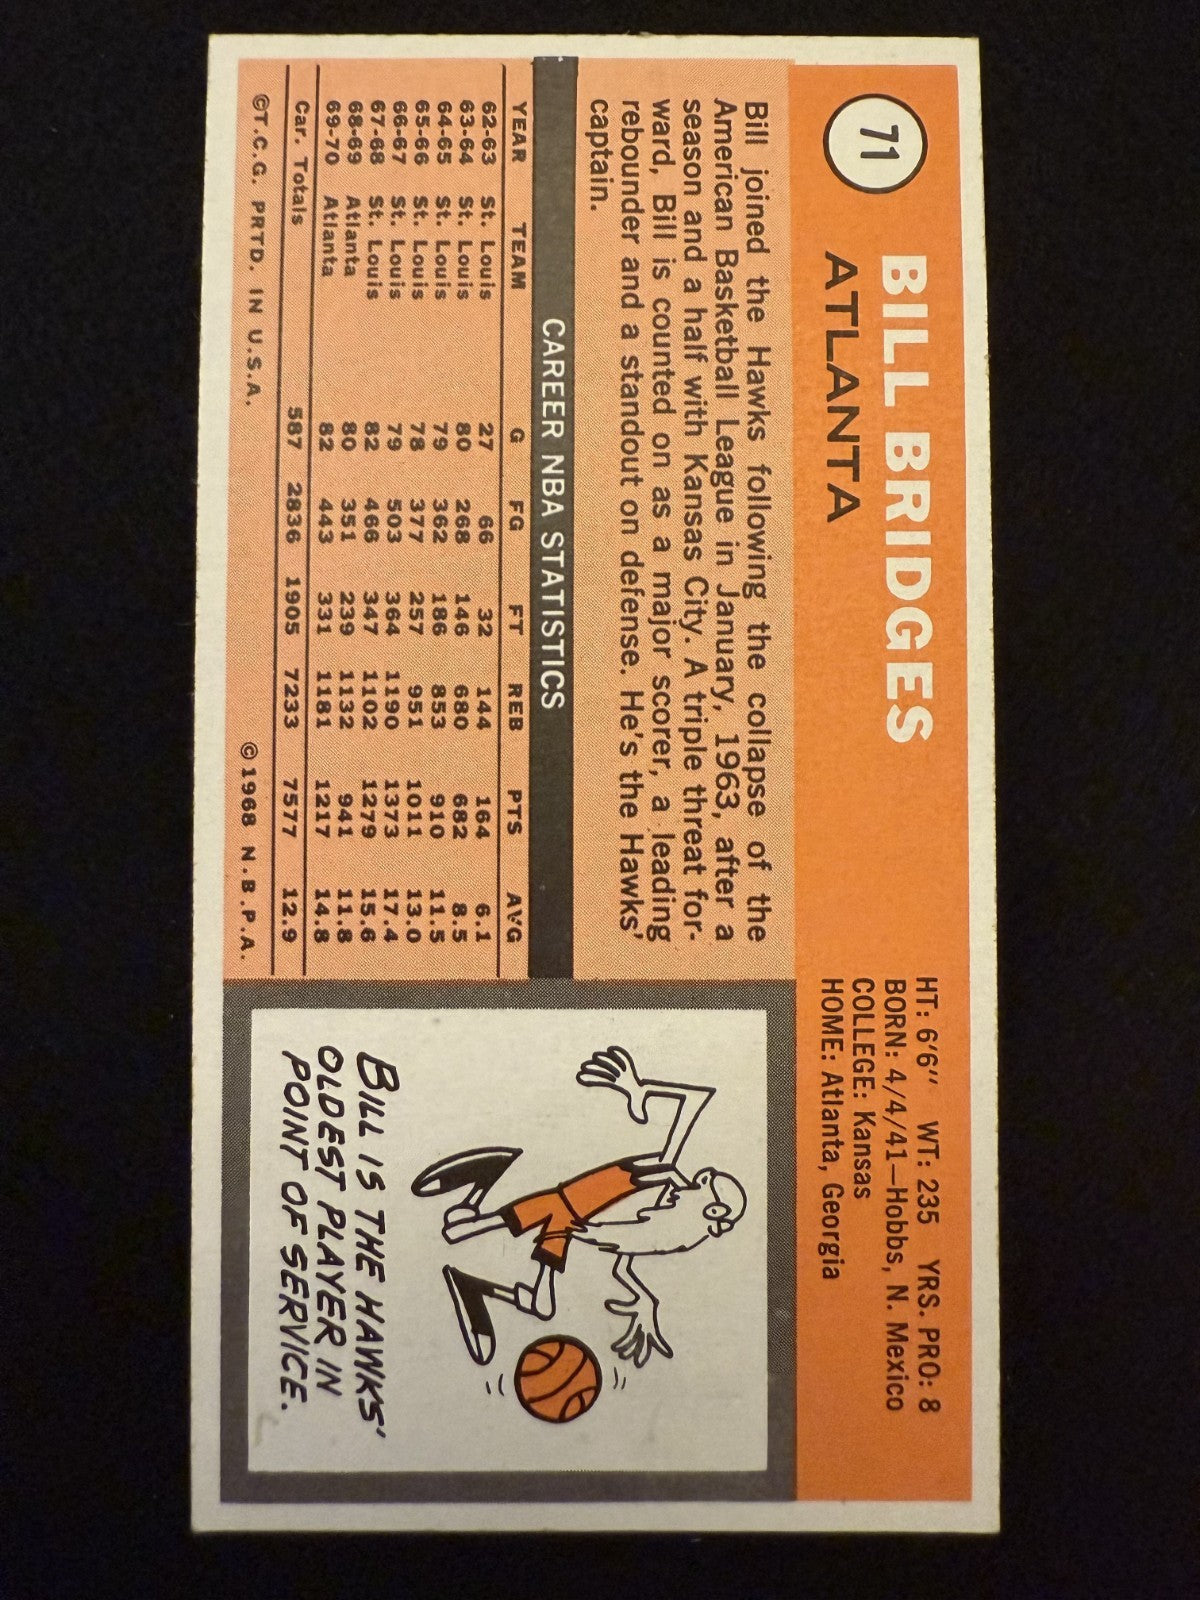 71
BILL BRIDGES
ATLANTA
HT: 6'6" WT: 235 YRS. PRO: 8
BORN: 4/4/41—Hobbs, N. Mexico
COLLEGE: Kansas
HOME: Atlanta, Georgia
Bill joined the Hawks following the collapse of the
American Basketball League in January, 1963, after a
season and a half with Kansas City. A triple threat for-
ward, Bill is counted on as a major scorer, a leading
rebounder and a standout on defense. He's the Hawks'
captain.
CAREER NBA STATISTICS
YEAR TEAM G FG FT REB PTS AVG
62-63 St. Louis 27 66 32 144 164 6.1
63-64 St. Louis 80 268 146 680 682 8.5
64-65 St. Louis 79 362 186 853 910 11.5
65-66 St. Louis 78 377 257 951 1011 13.0
66-67 St. Louis 79 503 364 1190 1373 17.4
67-68 St. Louis 82 466 347 1102 1279 15.6
68-69 Atlanta 80 351 239 1132 941 11.8
69-70 Atlanta 82 443 331 1181 1217 14.8
Car. Totals 587 2836 1905 7233 7577 12.9
©T.C.G. PRTD. IN U.S.A. ©1968 N.B.P.A.
BILL IS THE HAWKS'
OLDEST PLAYER IN
POINT OF SERVICE.